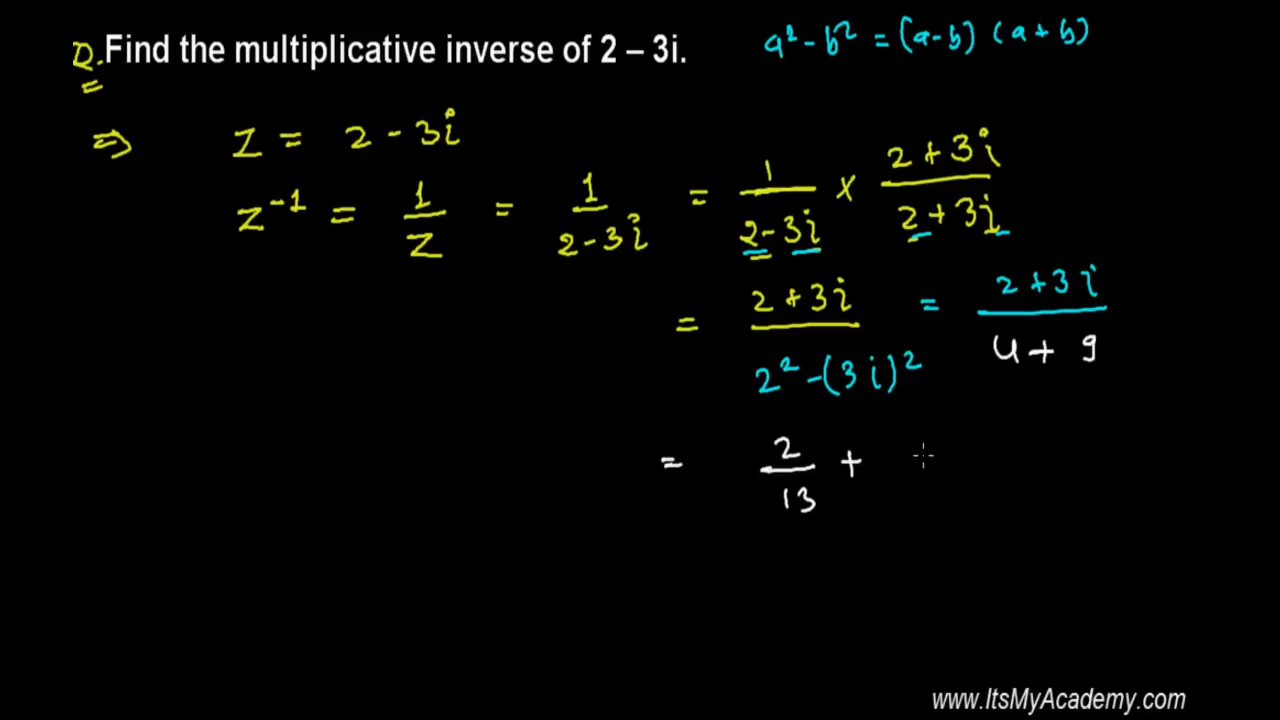 Q. Find the multiplicative inverse of 2 – 3i. a² - b² = (a-b) (a+b)
⇒ z = 2 - 3i
z⁻¹ = 1/z = 1/(2-3i) = 1/(2-3i) × (2+3i)/(2+3i)
= (2+3i)/(2² -(3i)²) = (2+3i)/(4+9)
= 2/13 +
www.ItsMyAcademy.com